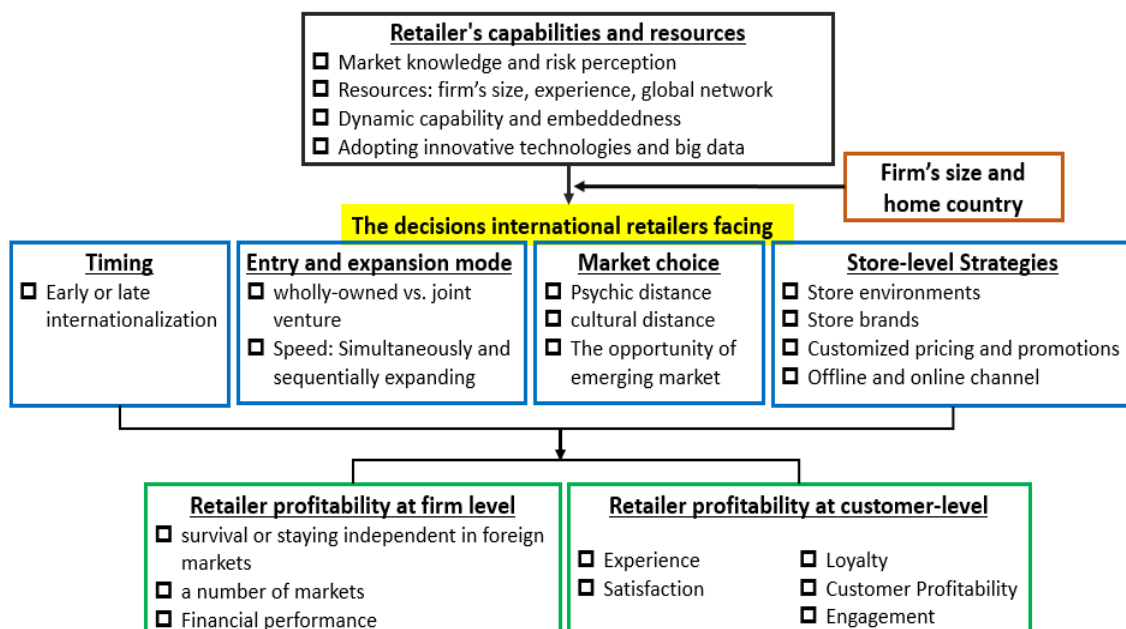 Retailer's capabilities and resources
Market knowledge and risk perception
Resources: firm's size, experience, global network
Dynamic capability and embeddedness
Adopting innovative technologies and big data
Firm's size and
home country
The decisions international retailers facing
Timing
Early or late
internationalization
Entry and expansion mode
wholly-owned vs. joint
venture
Speed: Simultaneously and
sequentially expanding
Market choice
Psychic distance
cultural distance
The opportunity of
emerging market
Store-level Strategies
Store environments
Store brands
Customized pricing and promotions
Offline and online channel
Retailer profitability at firm level
survival or staying independent in foreign
markets
a number of markets
Financial performance
Retailer profitability at customer-level
Experience
Satisfaction
Loyalty
Customer Profitability
Engagement